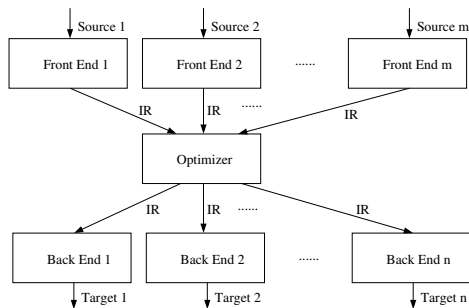 Source 1 Source 2 Source m
Front End 1 Front End 2 ...... Front End m
IR IR ...... IR
Optimizer
IR IR ...... IR
Back End 1 Back End 2 ...... Back End n
Target 1 Target 2 Target n